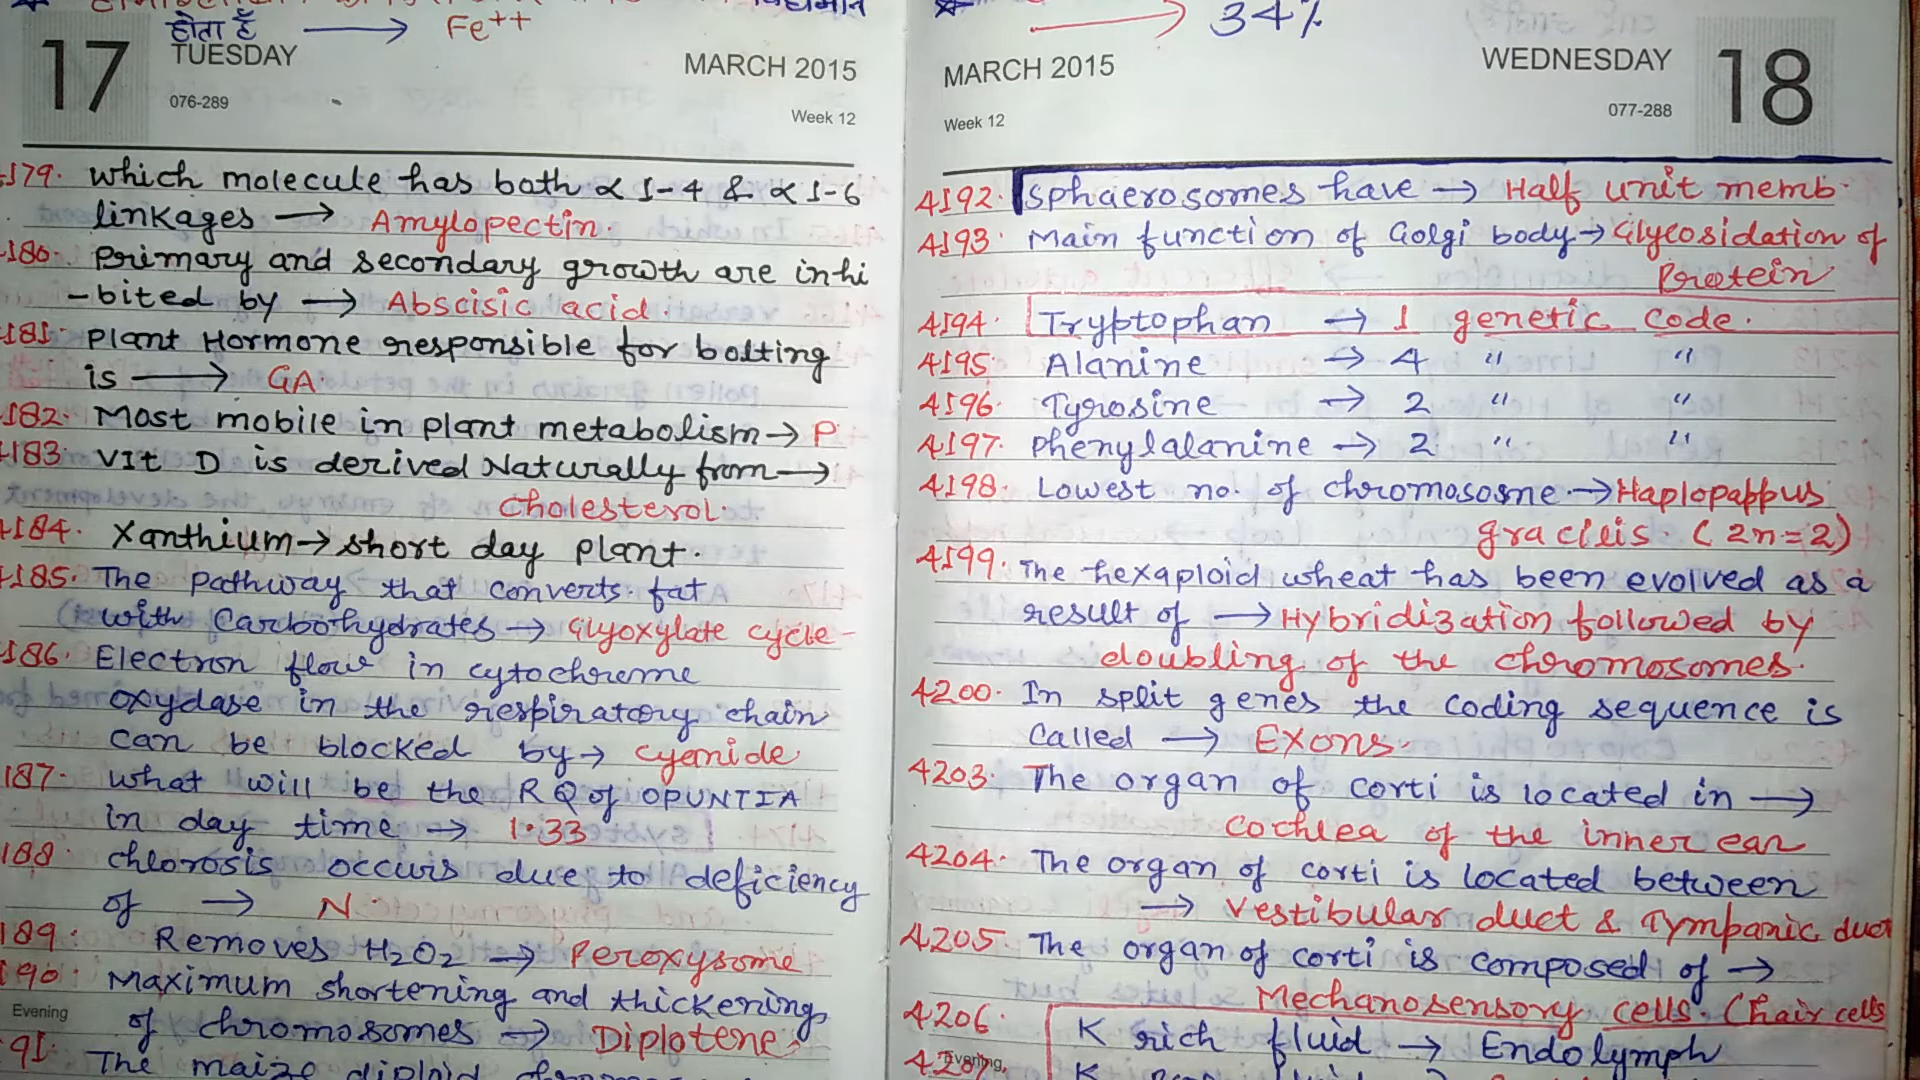 होता है → Fe++
17 TUESDAY
076-289
MARCH 2015
Week 12
179. which molecule has both α 1-4 & α 1-6
linkages → Amylopectin.
180. Primary and secondary growth are inhi
-bited by → Abscisic acid.
181. Plant Hormone responsible for bolting
is → GA.
182. Most mobile in plant metabolism → P.
183. Vit D is derived Naturally from →
cholesterol.
4184. Xanthium → short day plant.
4185. The pathway that converts fat
with Carbohydrates → Glyoxylate cycle-
186. Electron flow in cytochrome
oxydase in the respiratory chain
can be blocked by → cyanide
187. what will be the RQ of OPUNTIA
in day time → 1.33
188 chlorosis occurs due to deficiency
of → N.
189. Removes H2O2 → Peroxysome
190. Maximum shortening and thickening
Evening
of chromosomes → Diplotene
91. The maize diploid
→ 34%
MARCH 2015
Week 12
WEDNESDAY
077-288
18
4192. Sphaerosomes have → Half unit memb.
4193. Main function of Golgi body → Glycosidation of
Protein
4194. Tryptophan → 1 genetic code.
4195. Alanine → 4 " "
4196. Tyrosine → 2 " "
4197. phenylalanine → 2 " "
4198. Lowest no. of chromosome → Haplopappus
gracilis. (2n=2)
4199. The hexaploid wheat has been evolved as a
result of → Hybridization followed by
doubling of the chromosomes.
4200. In split genes the coding sequence is
called → Exons.
4203. The organ of corti is located in →
cochlea of the inner ear
4204. The organ of corti is located between
→ vestibular duct & Tympanic duct
4205 The organ of corti is composed of →
Mechanosensory cells. (hair cells
4206. K rich fluid → Endolymph
4207 Evening
K